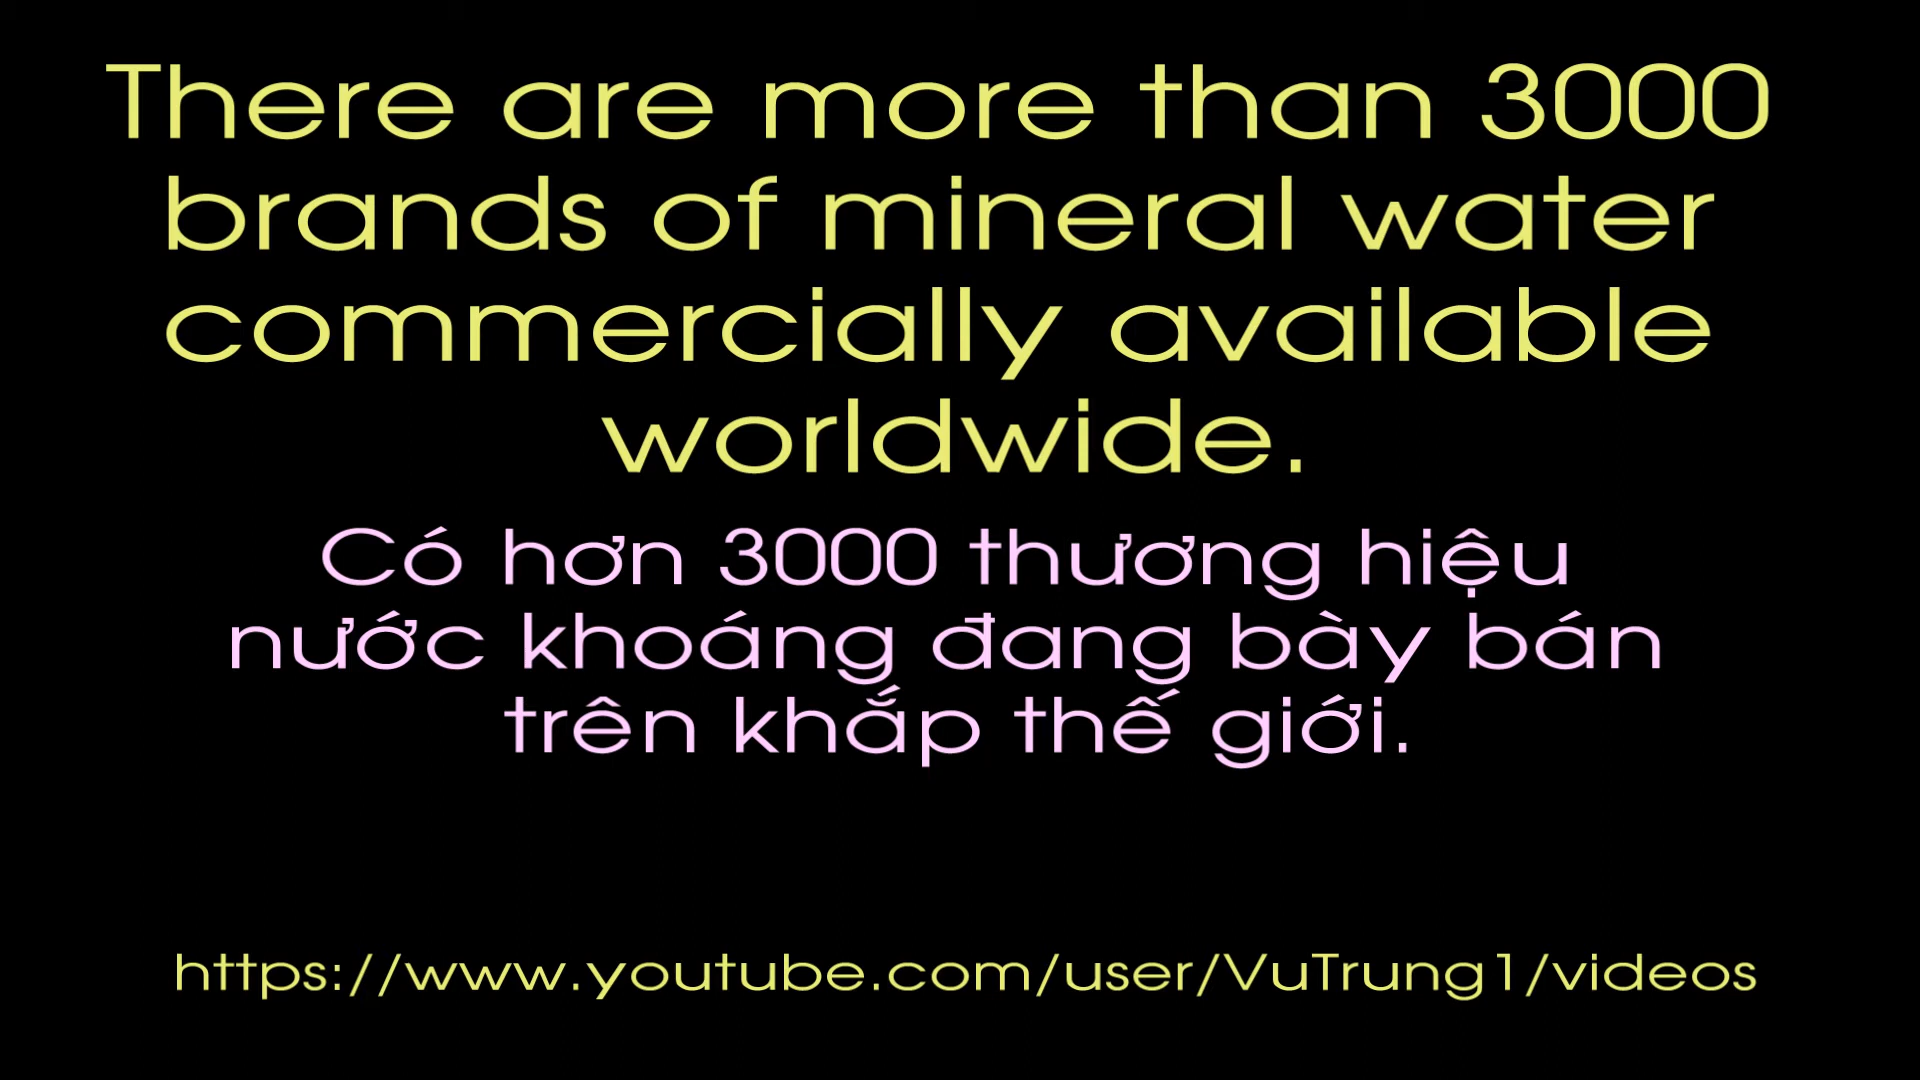 There are more than 3000
brands of mineral water
commercially available
worldwide.
Có hơn 3000 thương hiệu
nước khoáng đang bày bán
trên khắp thế giới.
https://www.youtube.com/user/VuTrung1/videos